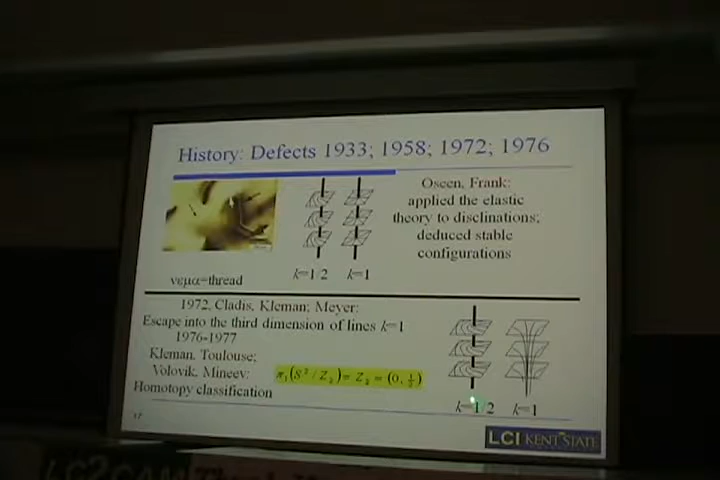 History: Defects 1933; 1958; 1972; 1976
Oseen, Frank:
applied the elastic
theory to disclinations;
deduced stable
configurations
k=1/2 k=1
νεμα=thread
1972, Cladis, Kleman; Meyer:
Escape into the third dimension of lines k=1
1976-1977
Kleman, Toulouse;
Volovik, Mineev:
Homotopy classification
π₁(S²/Z₂)=Z₂=(0,½)
k=1/2 k=1
17
LCI KENT STATE